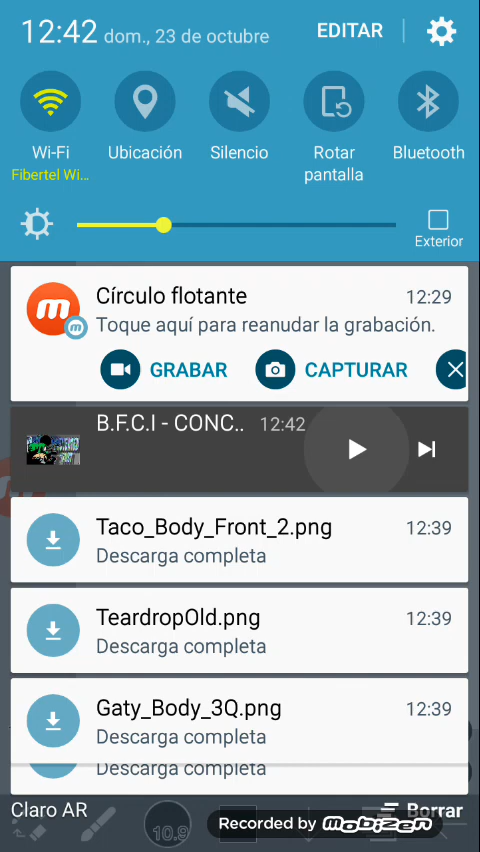 12:42 dom., 23 de octubre EDITAR
Wi-Fi Ubicación Silencio Rotar pantalla Bluetooth
Fibertel Wi...
Exterior
Círculo flotante 12:29
Toque aquí para reanudar la grabación.
GRABAR CAPTURAR
B.F.C.I - CONC.. 12:42
Taco_Body_Front_2.png 12:39
Descarga completa
TeardropOld.png 12:39
Descarga completa
Gaty_Body_3Q.png 12:39
Descarga completa
Descarga completa
Claro AR Borrar
10.9
Recorded by mobizen